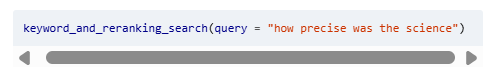 keyword_and_reranking_search(query = "how precise was the science")